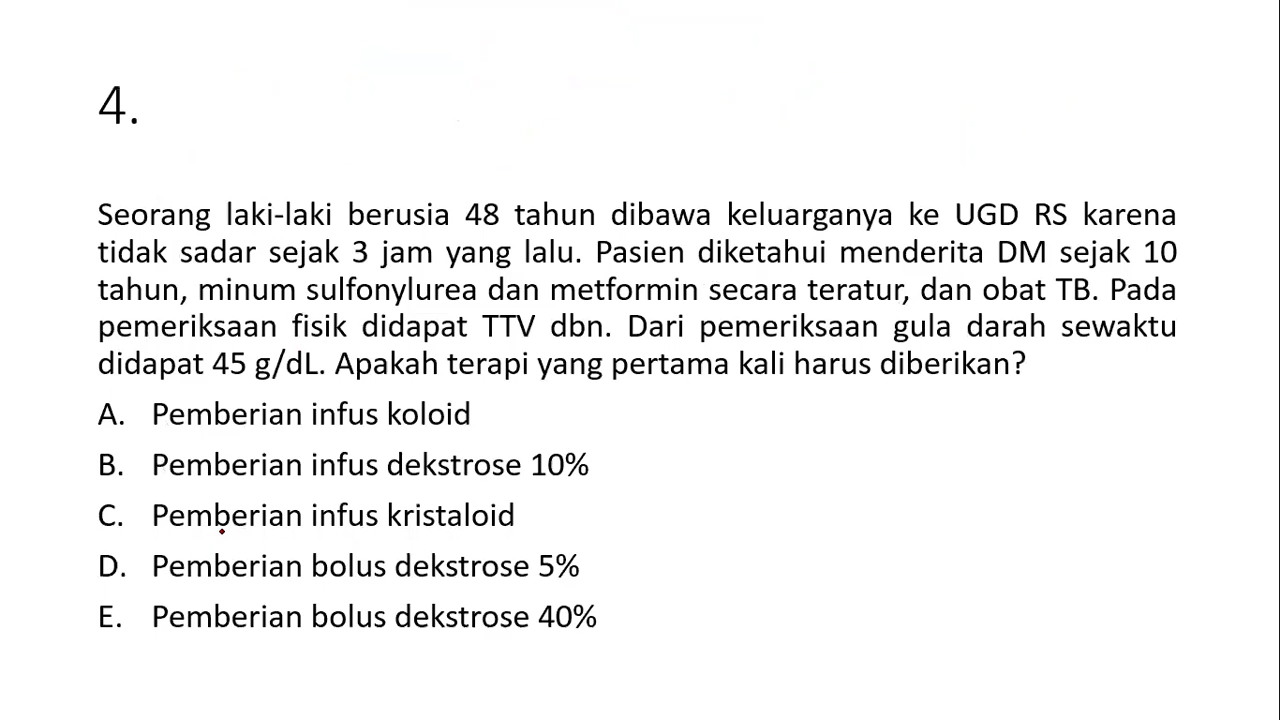 4.
Seorang laki-laki berusia 48 tahun dibawa keluarganya ke UGD RS karena
tidak sadar sejak 3 jam yang lalu. Pasien diketahui menderita DM sejak 10
tahun, minum sulfonylurea dan metformin secara teratur, dan obat TB. Pada
pemeriksaan fisik didapat TTV dbn. Dari pemeriksaan gula darah sewaktu
didapat 45 g/dL. Apakah terapi yang pertama kali harus diberikan?
A. Pemberian infus koloid
B. Pemberian infus dekstrose 10%
C. Pemberian infus kristaloid
D. Pemberian bolus dekstrose 5%
E. Pemberian bolus dekstrose 40%